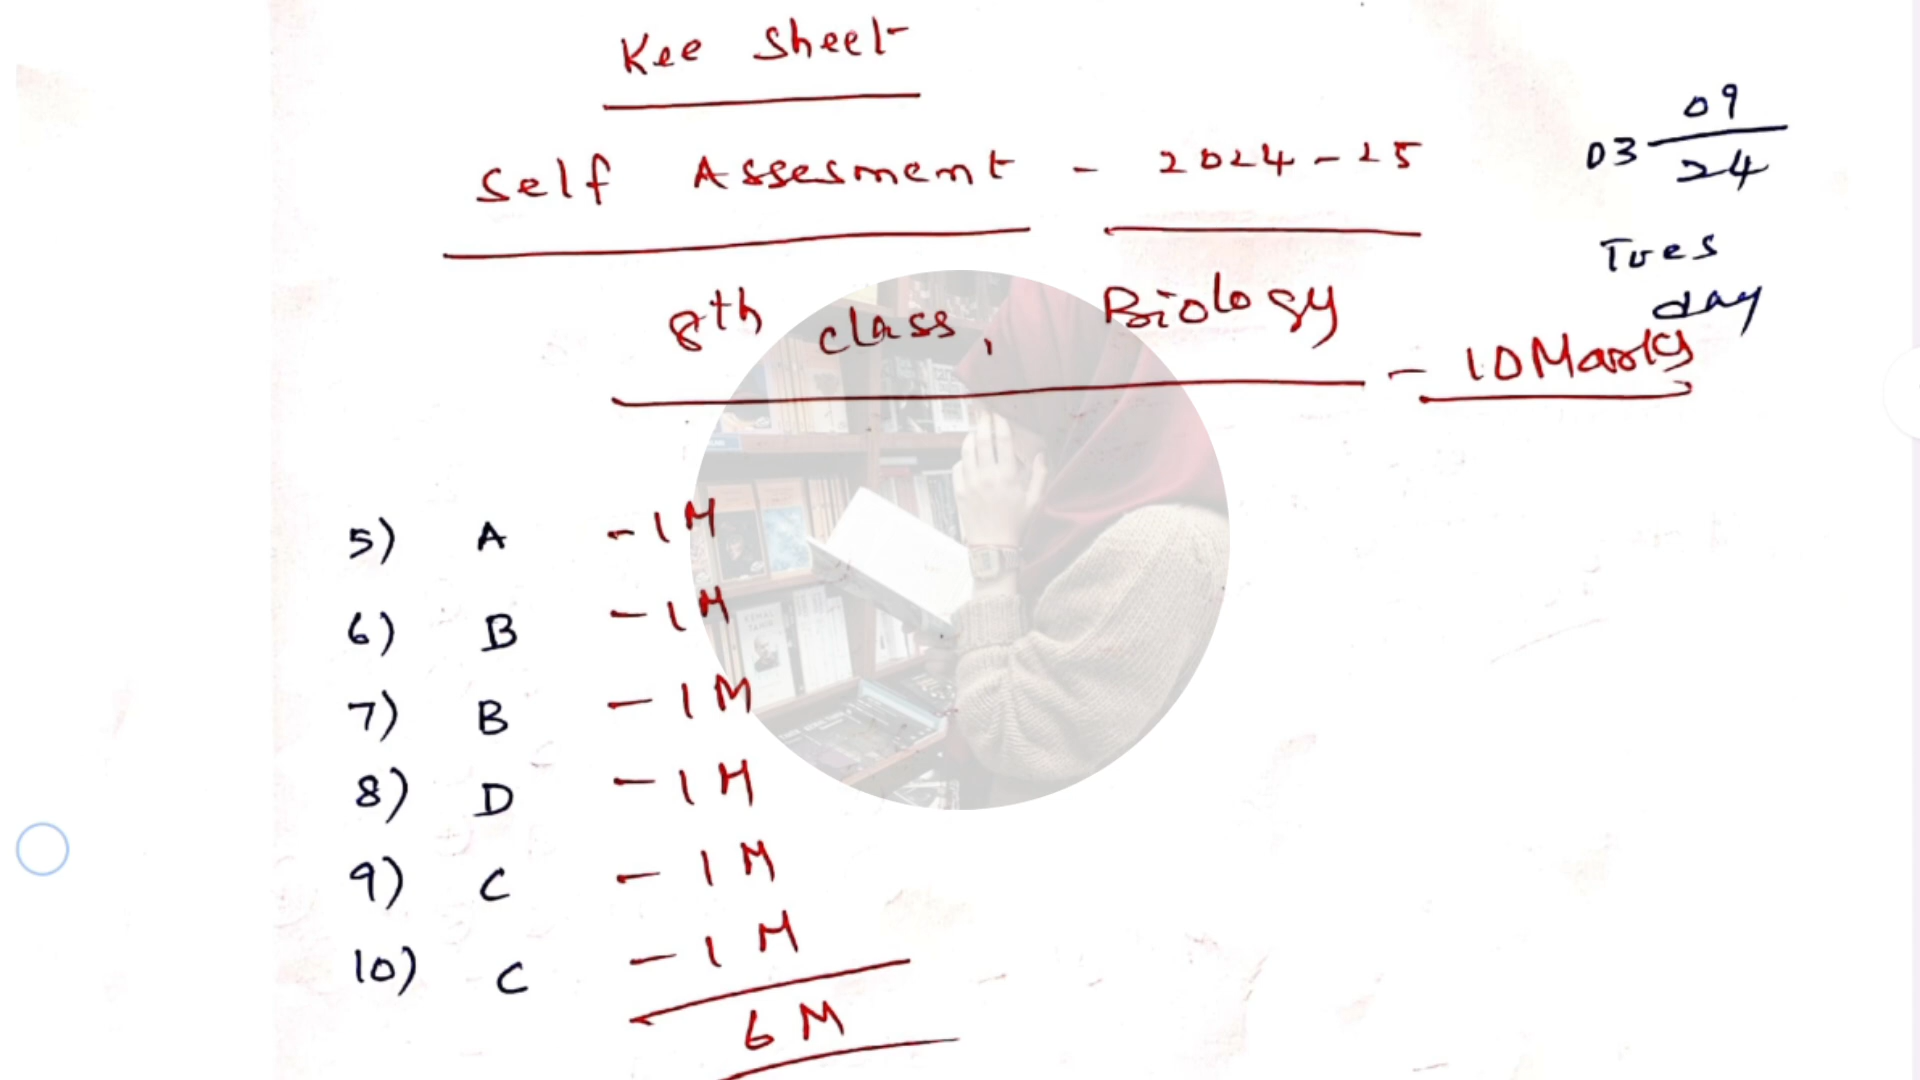 Kee Sheet
Self Assesment - 2024-25
03 09/24
Tues
day
8th class, Biology - 10 Marks
5) A - 1M
6) B - 1M
7) B - 1M
8) D - 1M
9) C - 1M
10) C - 1M
6M